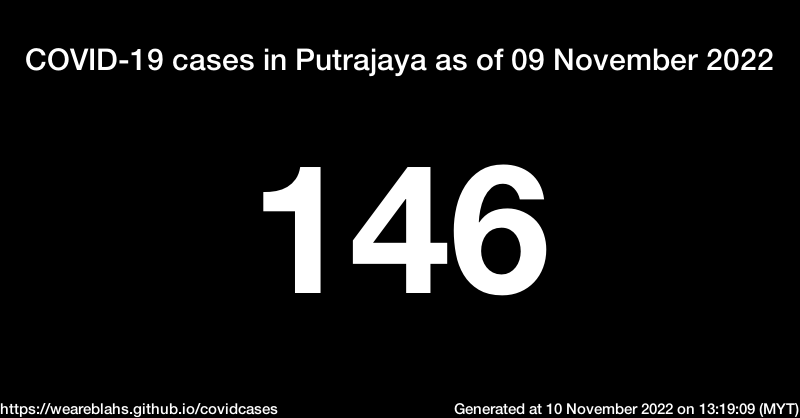 COVID-19 cases in Putrajaya as of 09 November 2022
146
https://weareblahs.github.io/covidcases
Generated at 10 November 2022 on 13:19:09 (MYT)